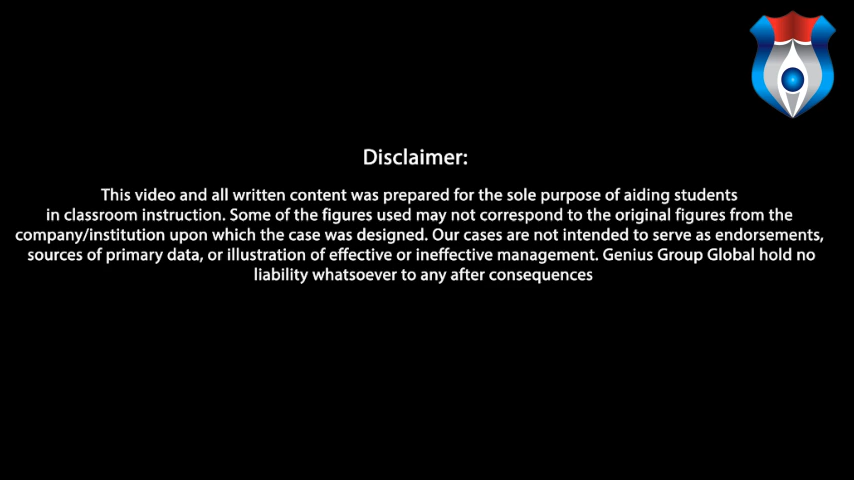 Disclaimer:
This video and all written content was prepared for the sole purpose of aiding students
in classroom instruction. Some of the figures used may not correspond to the original figures from the
company/institution upon which the case was designed. Our cases are not intended to serve as endorsements,
sources of primary data, or illustration of effective or ineffective management. Genius Group Global hold no
liability whatsoever to any after consequences